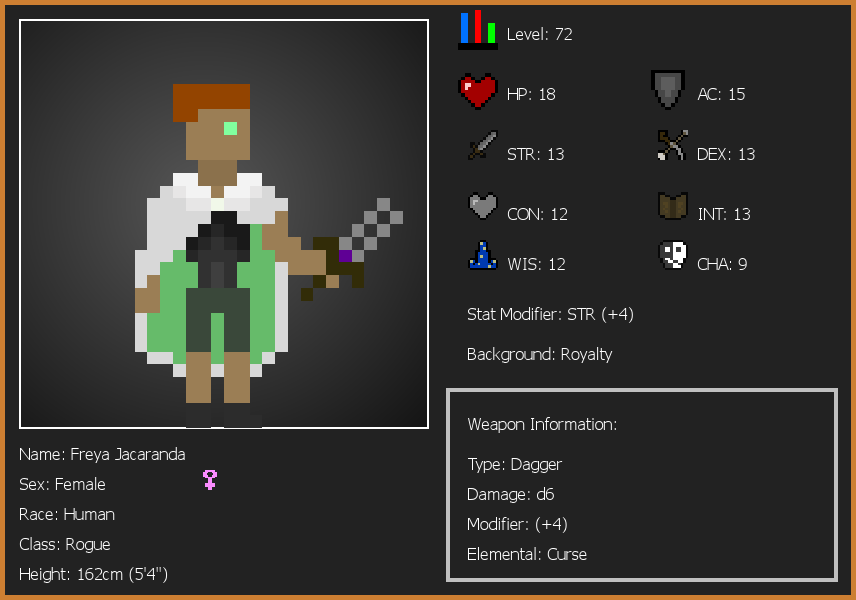 Level: 72
HP: 18
AC: 15
STR: 13
DEX: 13
CON: 12
INT: 13
WIS: 12
CHA: 9
Stat Modifier: STR (+4)
Background: Royalty
Weapon Information:
Type: Dagger
Damage: d6
Modifier: (+4)
Elemental: Curse
Name: Freya Jacaranda
Sex: Female
Race: Human
Class: Rogue
Height: 162cm (5'4")